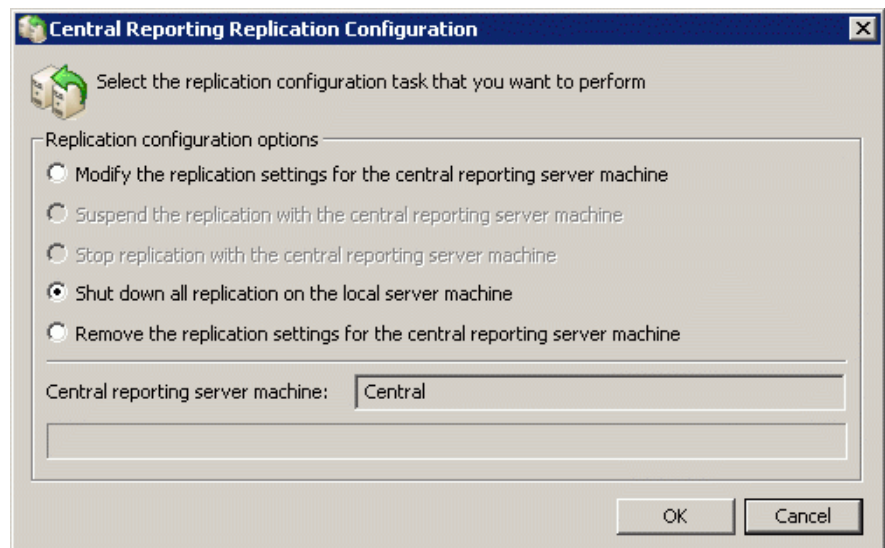 Central Reporting Replication Configuration
Select the replication configuration task that you want to perform
Replication configuration options
Modify the replication settings for the central reporting server machine
Suspend the replication with the central reporting server machine
Stop replication with the central reporting server machine
Shut down all replication on the local server machine
Remove the replication settings for the central reporting server machine
Central reporting server machine: Central
OK Cancel